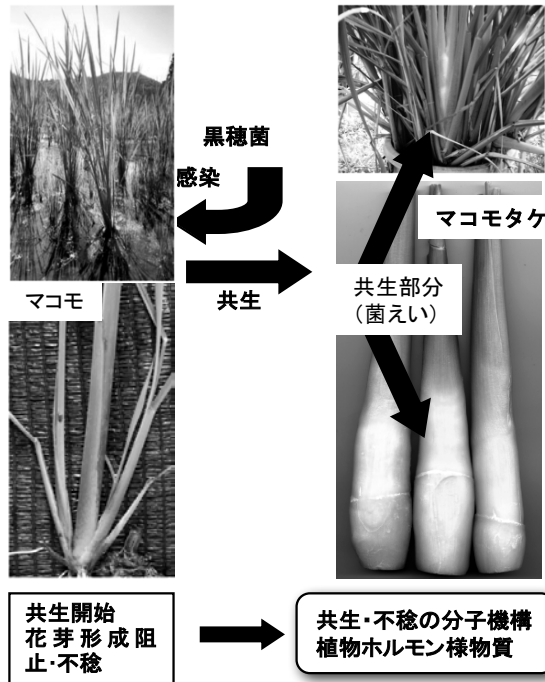 黒穂菌
感染
マコモタケ
マコモ
共生
共生部分
（菌えい）
共生開始
花芽形成阻
止・不稔
共生・不稔の分子機構
植物ホルモン様物質